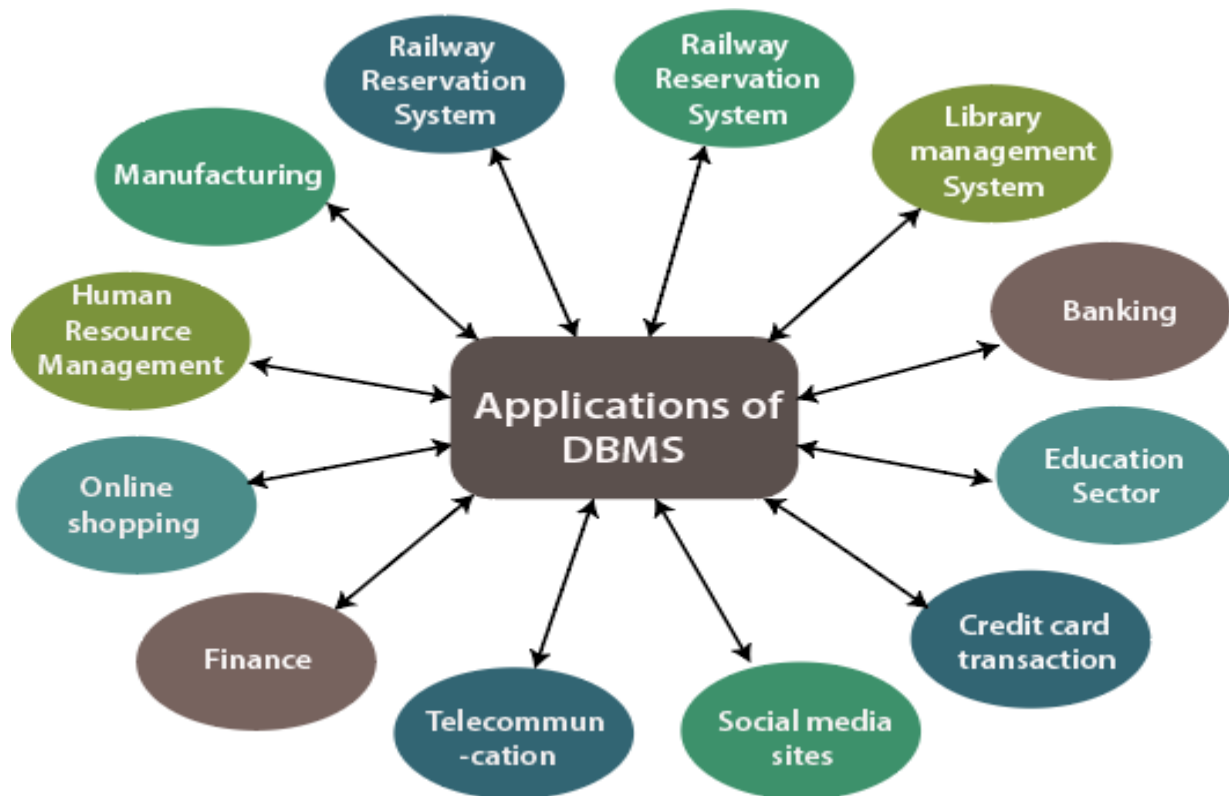 Railway
Reservation
System
Railway
Reservation
System
Library
management
System
Manufacturing
Banking
Human
Resource
Management
Applications of
DBMS
Education
Sector
Online
shopping
Credit card
transaction
Finance
Telecommun
-cation
Social media
sites